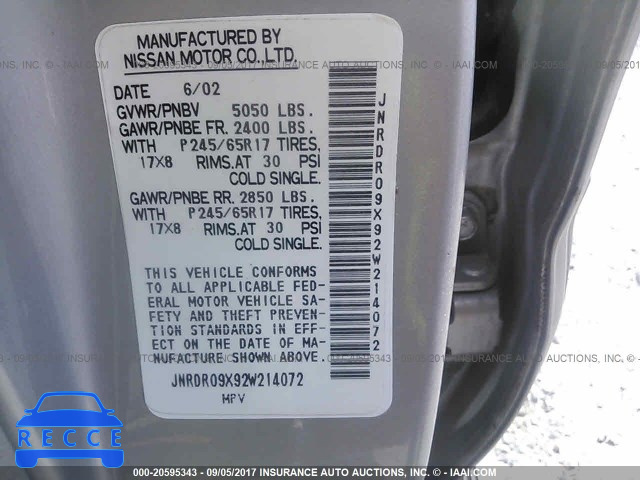 MANUFACTURED BY
NISSAN MOTOR CO.,LTD.
DATE 6/02
GVWR/PNBV 5050 LBS.
GAWR/PNBE FR. 2400 LBS.
WITH P245/65R17 TIRES,
17X8 RIMS.AT 30 PSI
COLD SINGLE.
GAWR/PNBE RR. 2850 LBS.
WITH P245/65R17 TIRES,
17X8 RIMS.AT 30 PSI
COLD SINGLE.
THIS VEHICLE CONFORMS
TO ALL APPLICABLE FED-
ERAL MOTOR VEHICLE SA-
FETY AND THEFT PREVEN-
TION STANDARDS IN EFF-
ECT ON THE DATE OF MA-
NUFACTURE SHOWN ABOVE.
JNRDR09X92W214072
MPV
JNRDR09X92W214072
000-20595343 - 09/05/2017 INSURANCE AUTO AUCTIONS, INC. - © - IAAI.COM
RECCE